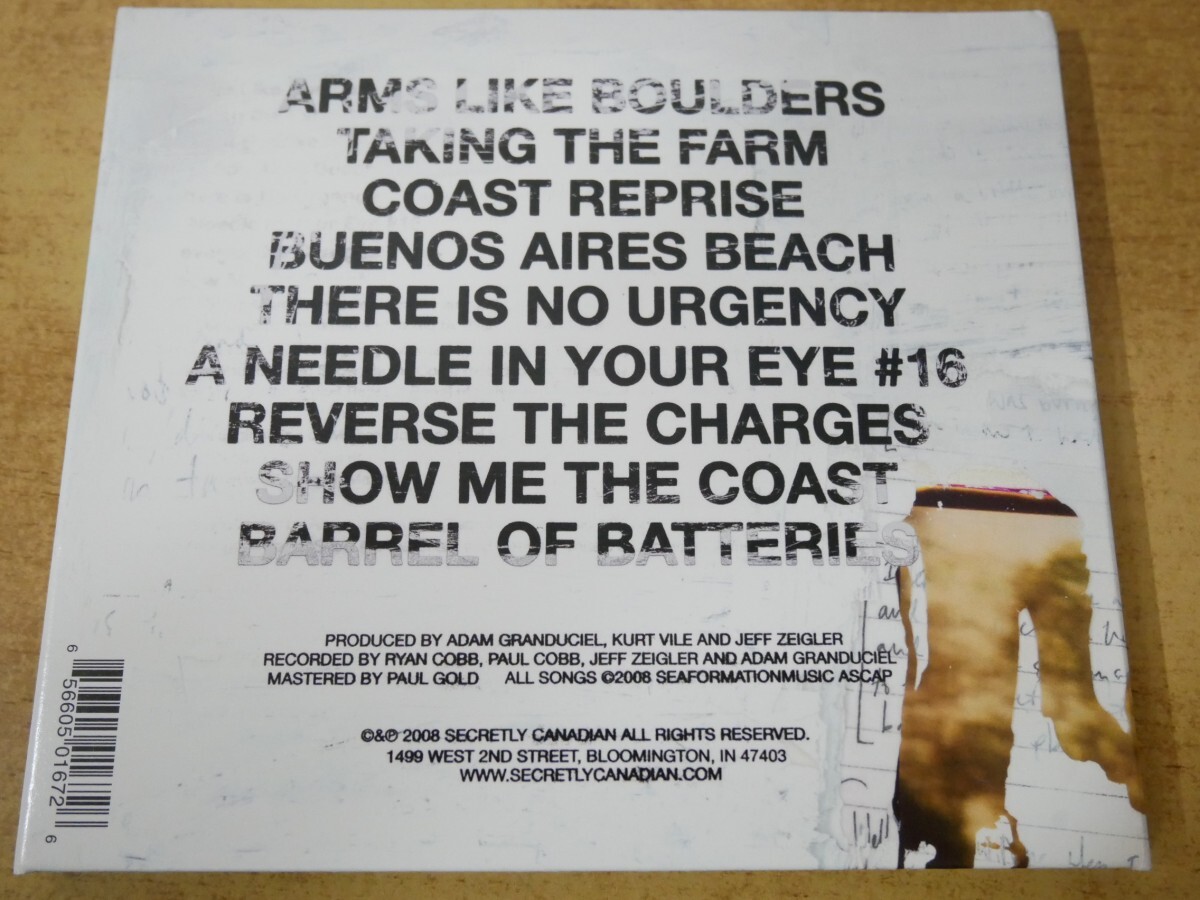 ARMS LIKE BOULDERS
TAKING THE FARM
COAST REPRISE
BUENOS AIRES BEACH
THERE IS NO URGENCY
A NEEDLE IN YOUR EYE #16
REVERSE THE CHARGES
SHOW ME THE COAST
BARREL OF BATTERIES
PRODUCED BY ADAM GRANDUCIEL, KURT VILE AND JEFF ZEIGLER
RECORDED BY RYAN COBB, PAUL COBB, JEFF ZEIGLER AND ADAM GRANDUCIEL
MASTERED BY PAUL GOLD ALL SONGS ©2008 SEAFORMATIONMUSIC ASCAP
©&℗ 2008 SECRETLY CANADIAN ALL RIGHTS RESERVED.
1499 WEST 2ND STREET, BLOOMINGTON, IN 47403
WWW.SECRETLYCANADIAN.COM
6 56605 01672 6